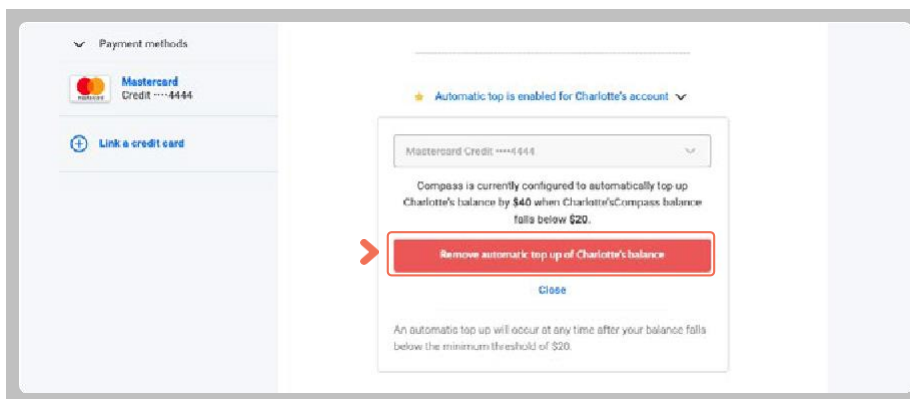 Payment methods
Mastercard
Credit ····4444
Link a credit card
Automatic top is enabled for Charlotte's account
Mastercard Credit ····4444
Compass is currently configured to automatically top up
Charlotte's balance by $40 when Charlotte'sCompass balance
falls below $20.
Remove automatic top up of Charlotte's balance
Close
An automatic top up will occur at any time after your balance falls
below the minimum threshold of $20.